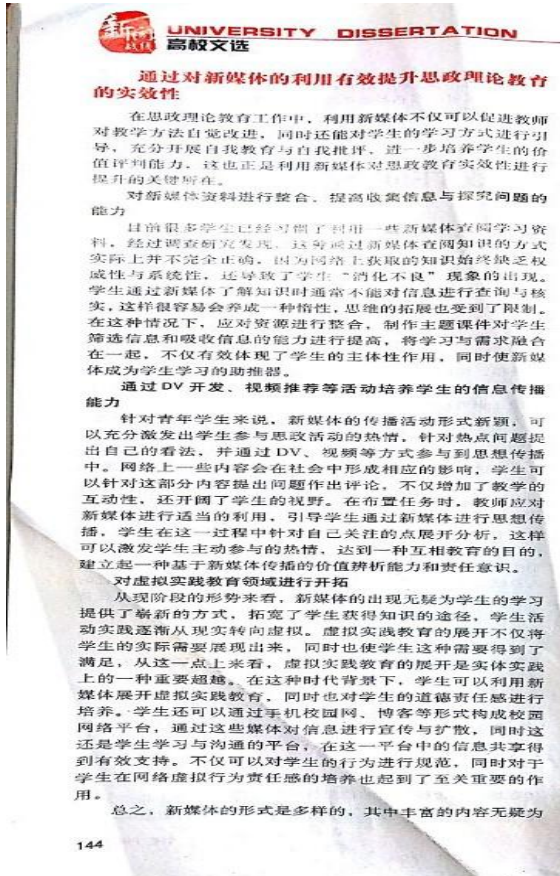 新闻
战线
UNIVERSITY DISSERTATION
高校文选
通过对新媒体的利用有效提升思政理论教育
的实效性
在思政理论教育工作中，利用新媒体不仅可以促进教师
对教学方法自觉改进，同时还能对学生的学习方式进行引
导，充分开展自我教育与自我批评，进一步培养学生的价
值评判能力，这也正是利用新媒体对思政教育实效性进行
提升的关键所在。
对新媒体资料进行整合、提高收集信息与探究问题的
能力
目前很多学生已经习惯了利用一些新媒体查阅学习资
料，经过调查研究发现，这种通过新媒体查阅知识的方式
实际上并不完全正确，因为网络上获取的知识始终缺乏权
威性与系统性，还导致了学生“消化不良”现象的出现。
学生通过新媒体了解知识时通常不能对信息进行查询与核
实，这样很容易会养成一种惰性，思维的拓展也受到了限制。
在这种情况下，应对资源进行整合，制作主题课件对学生
筛选信息和吸收信息的能力进行提高，将学习与需求融合
在一起，不仅有效体现了学生的主体性作用，同时使新媒
体成为学生学习的助推器。
通过DV开发、视频推荐等活动培养学生的信息传播
能力
针对青年学生来说，新媒体的传播活动形式新颖，可
以充分激发出学生参与思政活动的热情，针对热点问题提
出自己的看法，并通过DV、视频等方式参与到思想传播
中。网络上一些内容会在社会中形成相应的影响，学生可
以针对这部分内容提出问题作出评论，不仅增加了教学的
互动性，还开阔了学生的视野。在布置任务时，教师应对
新媒体进行适当的利用，引导学生通过新媒体进行思想传
播，学生在这一过程中针对自己关注的点展开分析，这样
可以激发学生主动参与的热情，达到一种互相教育的目的，
建立起一种基于新媒体传播的价值辨析能力和责任意识。
对虚拟实践教育领域进行开拓
从现阶段的形势来看，新媒体的出现无疑为学生的学习
提供了崭新的方式，拓宽了学生获得知识的途径，学生活
动实践逐渐从现实转向虚拟。虚拟实践教育的展开不仅将
学生的实际需要展现出来，同时也使学生这种需要得到了
满足，从这一点上来看，虚拟实践教育的展开是实体实践
上的一种重要超越。在这种时代背景下，学生可以利用新
媒体展开虚拟实践教育，同时也对学生的道德责任感进行
培养。学生还可以通过手机校园网、博客等形式构成校园
网络平台，通过这些媒体对信息进行宣传与扩散，同时这
还是学生学习与沟通的平台，在这一平台中的信息共享得
到有效支持。不仅可以对学生的行为进行规范，同时对于
学生在网络虚拟行为责任感的培养也起到了至关重要的作
用。
总之，新媒体的形式是多样的，其中丰富的内容无疑为
144